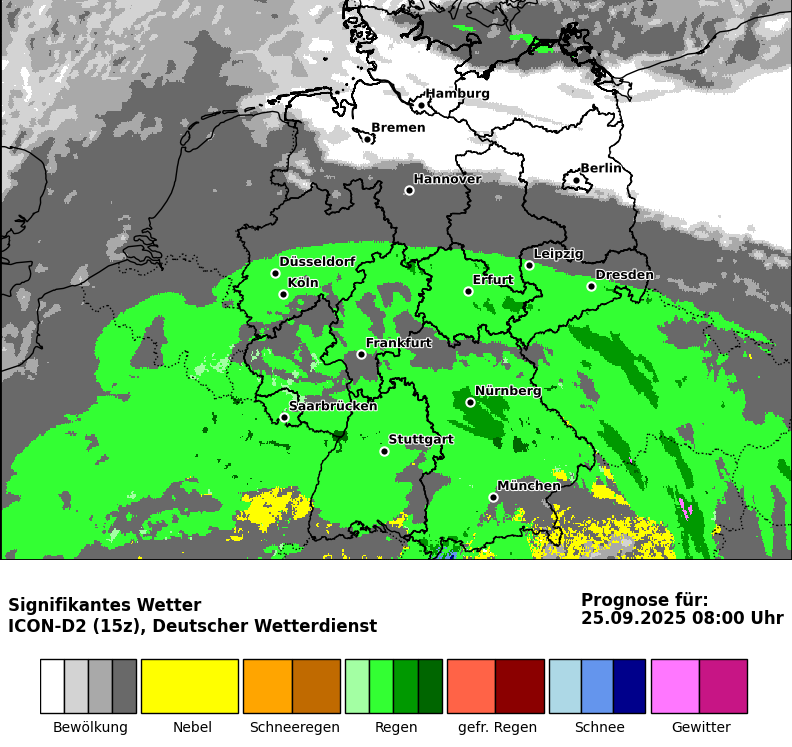 Hamburg
Bremen
Berlin
Hannover
Leipzig
Düsseldorf
Dresden
Köln
Erfurt
Frankfurt
Nürnberg
Saarbrücken
Stuttgart
München
Signifikantes Wetter
ICON-D2 (15z), Deutscher Wetterdienst
Prognose für:
25.09.2025 08:00 Uhr
Bewölkung Nebel Schneeregen Regen gefr. Regen Schnee Gewitter